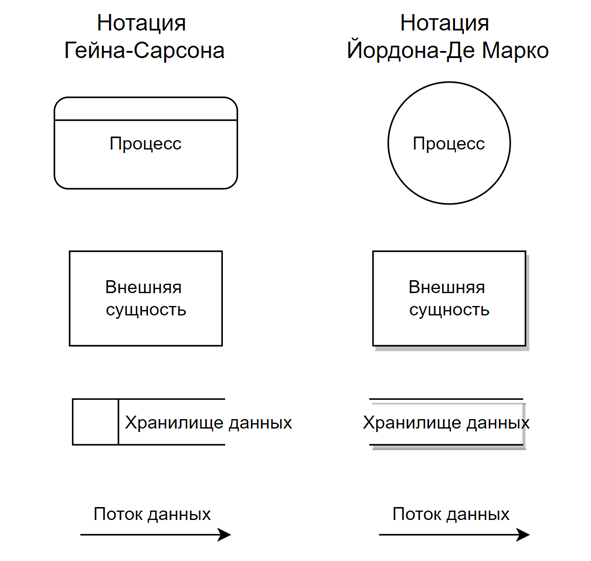 Нотация
Гейна-Сарсона
Нотация
Йордона-Де Марко
Процесс
Процесс
Внешняя
сущность
Внешняя
сущность
Хранилище данных
Хранилище данных
Поток данных
Поток данных